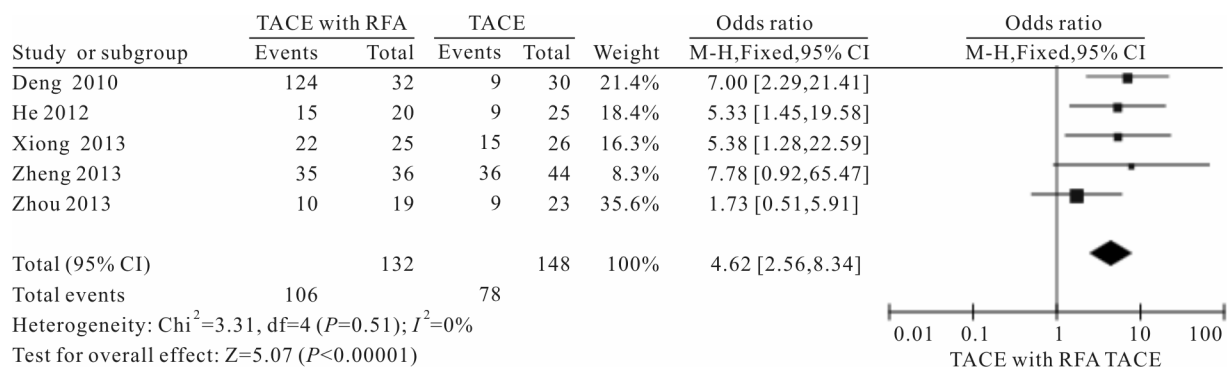 TACE with RFA TACE Odds ratio Odds ratio
Study or subgroup Events Total Events Total Weight M-H,Fixed,95% CI M-H,Fixed,95% CI
Deng 2010 124 32 9 30 21.4% 7.00 [2.29,21.41]
He 2012 15 20 9 25 18.4% 5.33 [1.45,19.58]
Xiong 2013 22 25 15 26 16.3% 5.38 [1.28,22.59]
Zheng 2013 35 36 36 44 8.3% 7.78 [0.92,65.47]
Zhou 2013 10 19 9 23 35.6% 1.73 [0.51,5.91]
Total (95% CI) 132 148 100% 4.62 [2.56,8.34]
Total events 106 78
Heterogeneity: Chi²=3.31, df=4 (P=0.51); I²=0%
Test for overall effect: Z=5.07 (P<0.00001)
0.01 0.1 1 10 100
TACE with RFA TACE